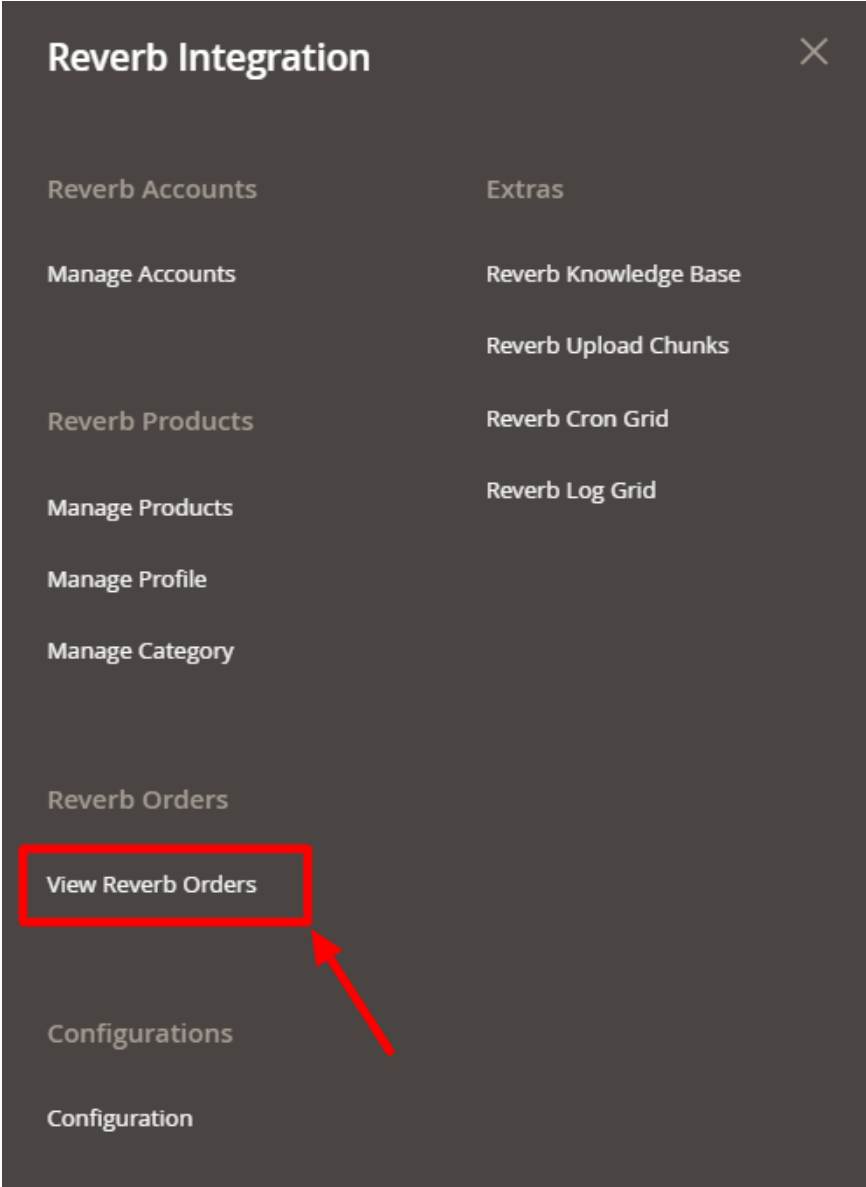 Reverb Integration
Reverb Accounts
Manage Accounts
Reverb Products
Manage Products
Manage Profile
Manage Category
Reverb Orders
View Reverb Orders
Configurations
Configuration
Extras
Reverb Knowledge Base
Reverb Upload Chunks
Reverb Cron Grid
Reverb Log Grid